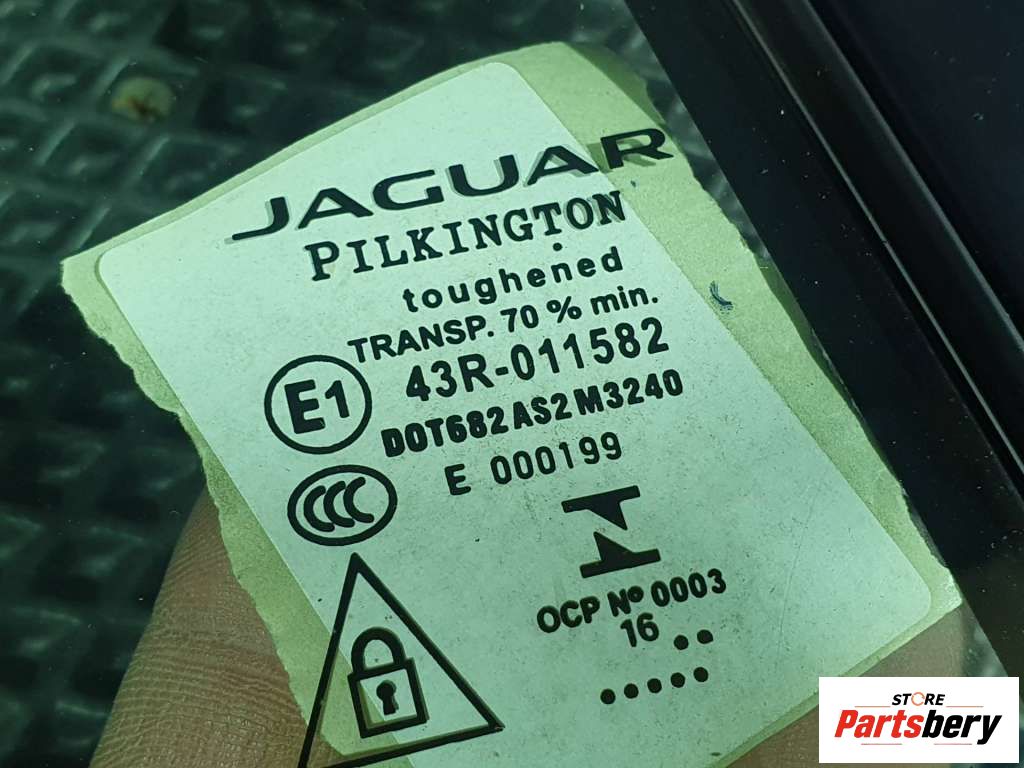 JAGUAR
PILKINGTON
toughened
TRANSP. 70 % min.
E1
43R-011582
DOT682 AS2 M3240
E 000199
CCC
OCP Nº 0003
16
STORE
Partsbery